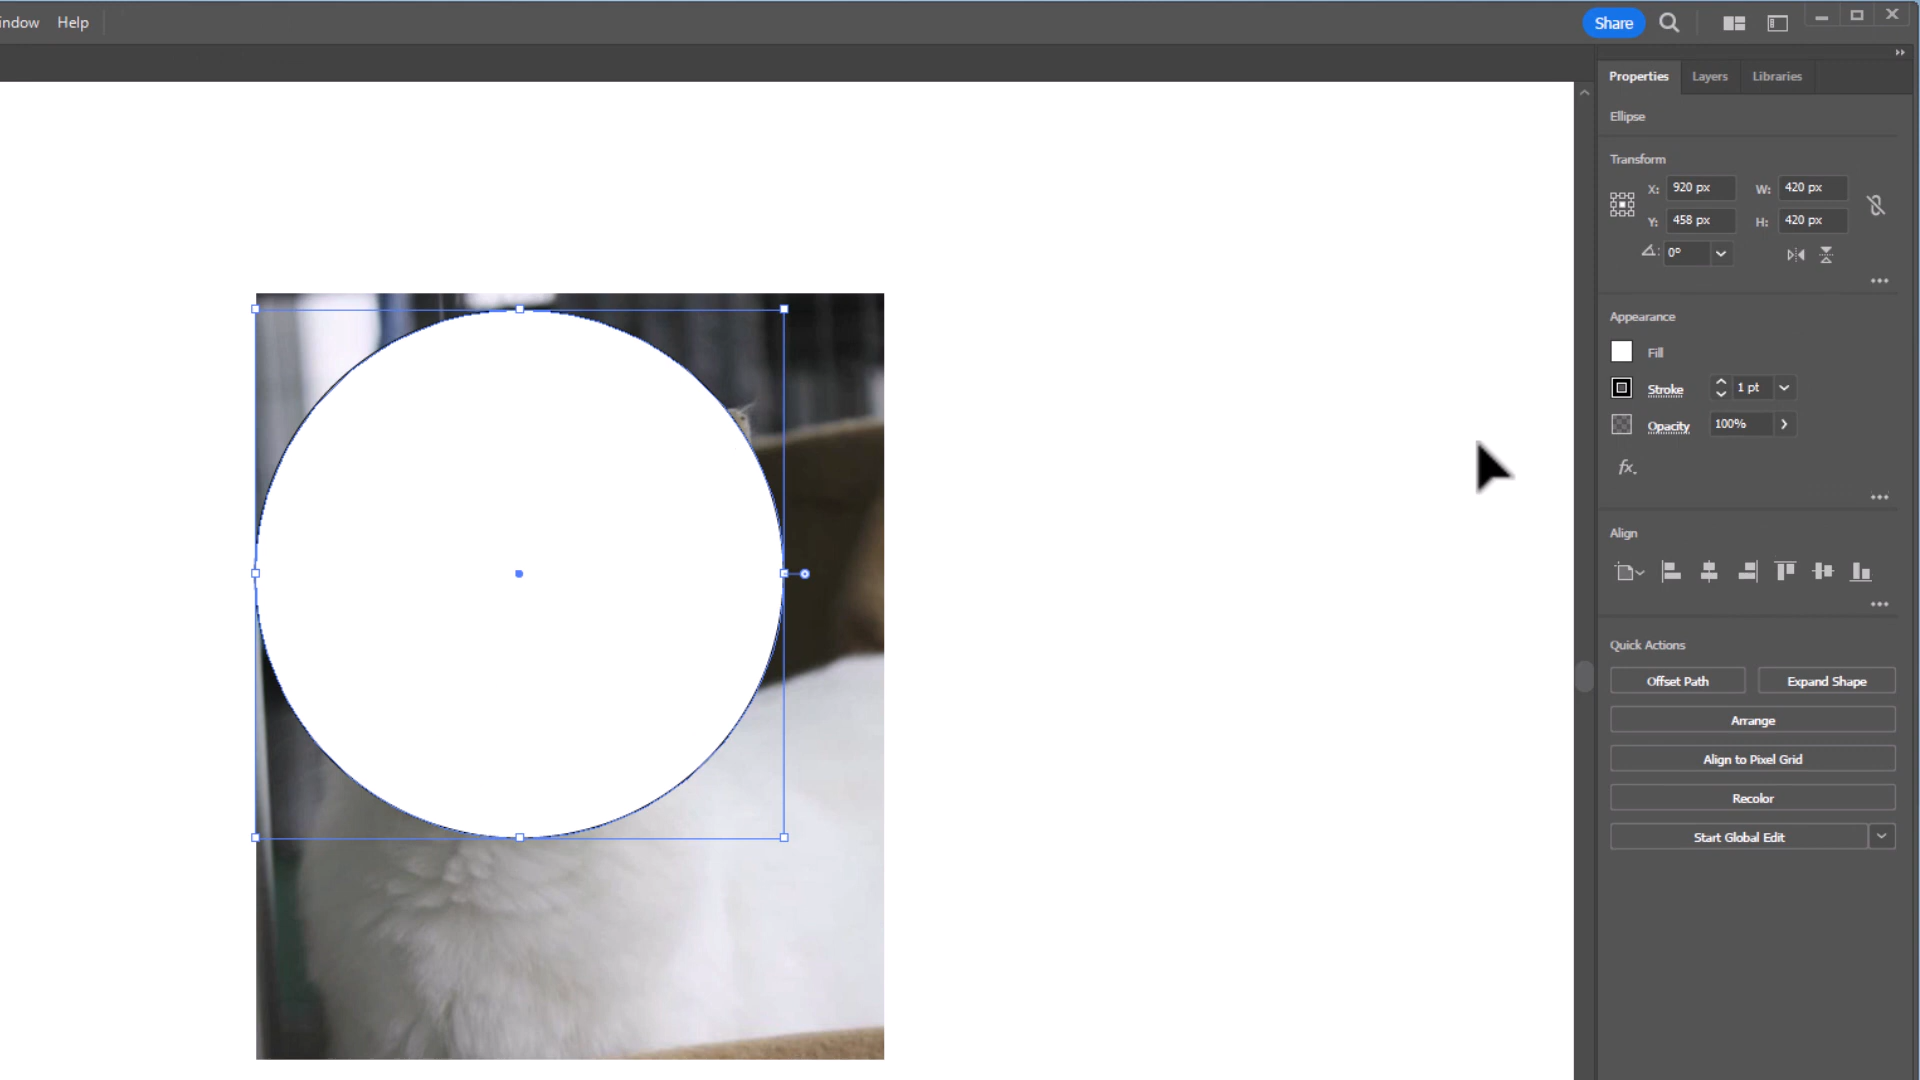 indow Help
Share
Properties Layers Libraries
Ellipse
Transform
X: 920 px W: 420 px
Y: 458 px H: 420 px
0°
Appearance
Fill
Stroke 1 pt
Opacity 100%
fx.
Align
Quick Actions
Offset Path Expand Shape
Arrange
Align to Pixel Grid
Recolor
Start Global Edit